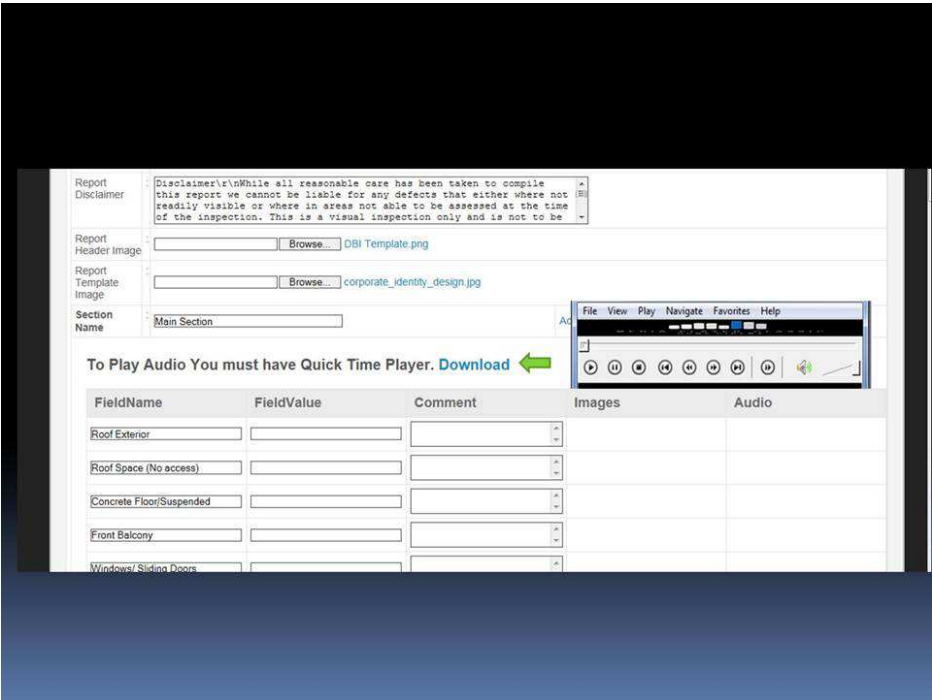 Report
Disclaimer
:
Disclaimer\r\nWhile all reasonable care has been taken to compile
this report we cannot be liable for any defects that either where not
readily visible or where in areas not able to be assessed at the time
of the inspection. This is a visual inspection only and is not to be
Report
Header Image
:
Browse... DBI Template.png
Report
Template
Image
:
Browse... corporate_identity_design.jpg
Section
Name
:
Main Section
File View Play Navigate Favorites Help
To Play Audio You must have Quick Time Player. Download
FieldName FieldValue Comment Images Audio
Roof Exterior
Roof Space (No access)
Concrete Floor/Suspended
Front Balcony
Windows/ Sliding Doors